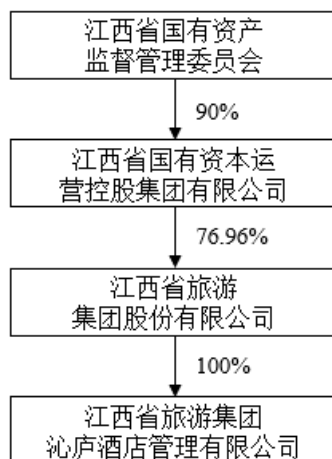 江西省国有资产
监督管理委员会
90%
江西省国有资本运
营控股集团有限公司
76.96%
江西省旅游
集团股份有限公司
100%
江西省旅游集团
沁庐酒店管理有限公司